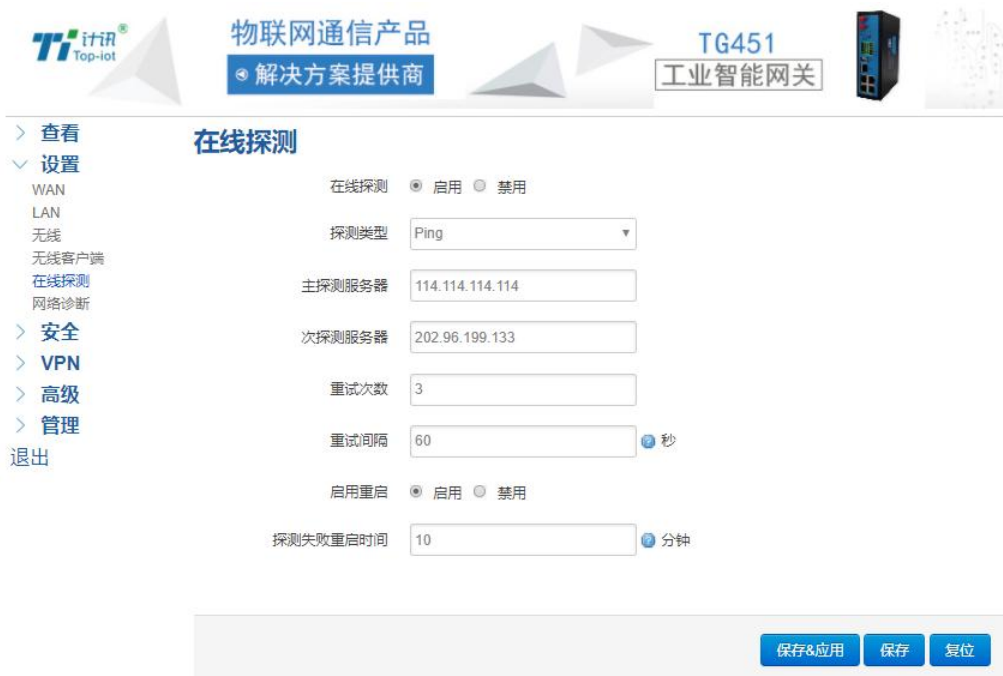 计讯®
Top-iot
物联网通信产品
解决方案提供商
TG451
工业智能网关
查看
设置
WAN
LAN
无线
无线客户端
在线探测
网络诊断
安全
VPN
高级
管理
退出
在线探测
在线探测 启用 禁用
探测类型 Ping
主探测服务器 114.114.114.114
次探测服务器 202.96.199.133
重试次数 3
重试间隔 60 秒
启用重启 启用 禁用
探测失败重启时间 10 分钟
保存&应用 保存 复位